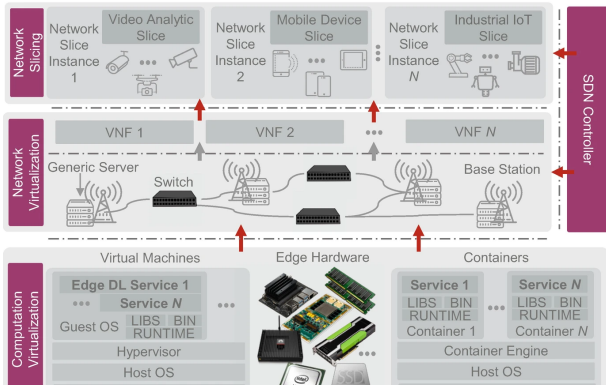 Network
Slicing
Network
Slice
Instance
1
Video Analytic
Slice
Network
Slice
Instance
2
Mobile Device
Slice
Network
Slice
Instance
N
Industrial IoT
Slice
SDN Controller
Network
Virtualization
VNF 1
VNF 2
VNF N
Generic Server
Switch
Base Station
Computation
Virtualization
Virtual Machines
Edge DL Service 1
Service N
Guest OS
LIBS BIN
RUNTIME
Hypervisor
Host OS
Edge Hardware
intel
SSD
Containers
Service 1
LIBS BIN
RUNTIME
Container 1
Service N
LIBS BIN
RUNTIME
Container N
Container Engine
Host OS